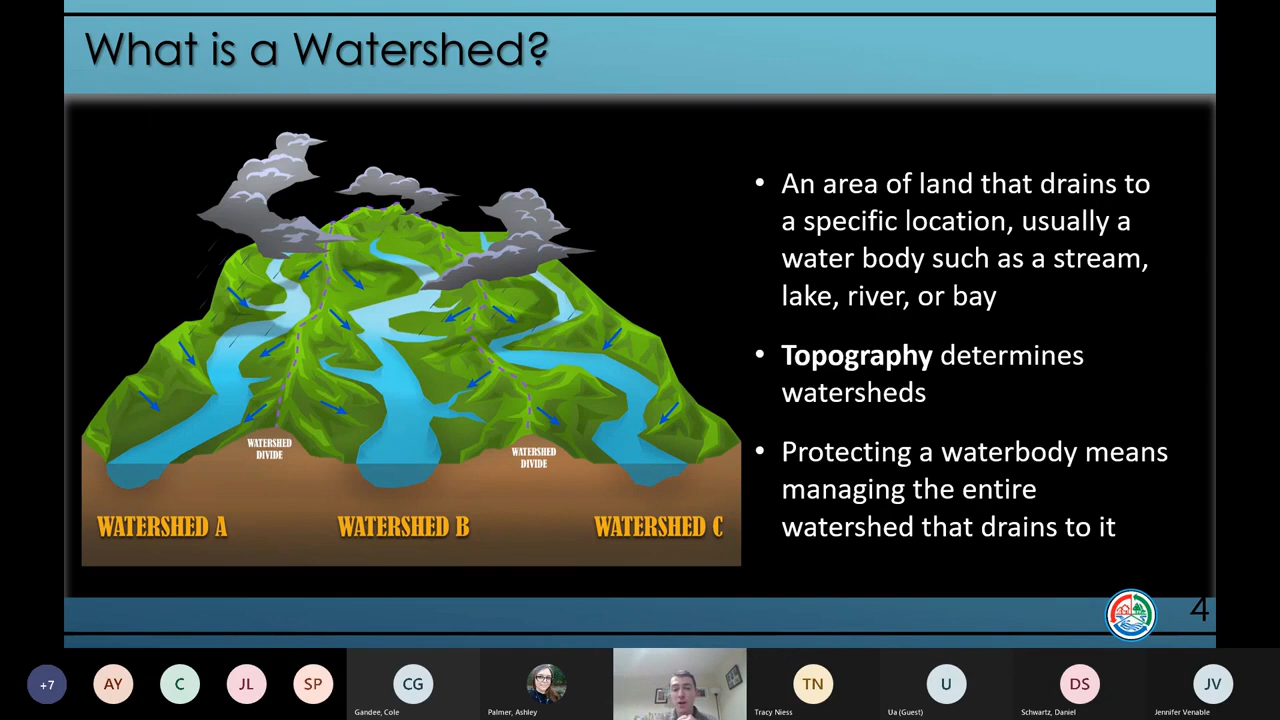 What is a Watershed?
• An area of land that drains to
a specific location, usually a
water body such as a stream,
lake, river, or bay
• Topography determines
watersheds
• Protecting a waterbody means
managing the entire
watershed that drains to it
WATERSHED
DIVIDE
WATERSHED
DIVIDE
WATERSHED A
WATERSHED B
WATERSHED C
4
+7
AY
C
JL
SP
CG
Gandee, Cole
Palmer, Ashley
TN
Tracy Niess
U
Ua (Guest)
DS
Schwartz, Daniel
JV
Jennifer Venable